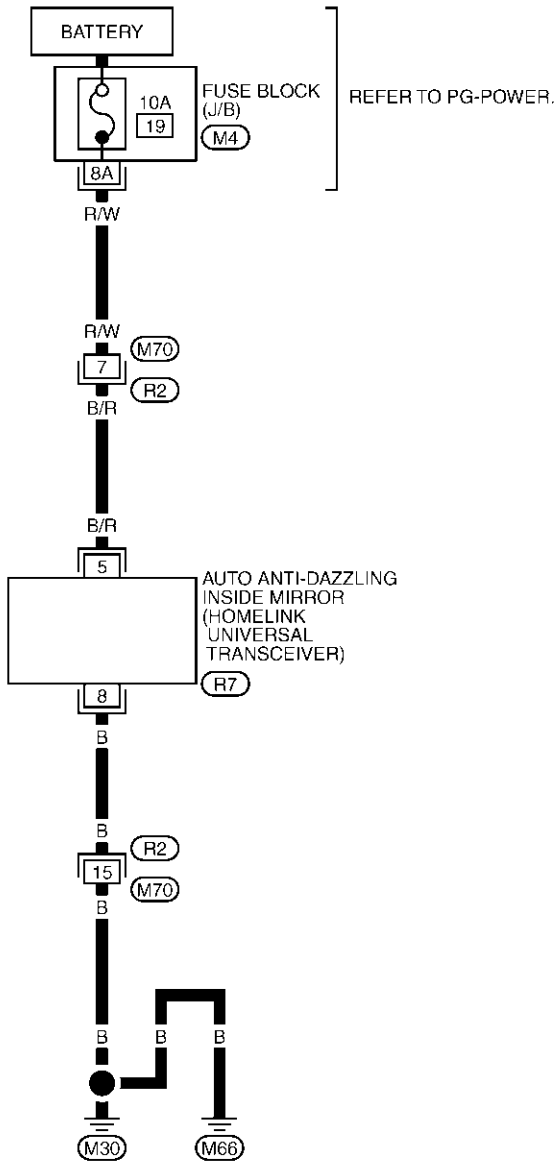 BATTERY
FUSE BLOCK
(J/B)
10A
19
M4
REFER TO PG-POWER.
8A
R/W
R/W
7
M70
R2
B/R
B/R
5
AUTO ANTI-DAZZLING
INSIDE MIRROR
(HOMELINK
UNIVERSAL
TRANSCEIVER)
R7
8
B
B
R2
15
M70
B
B B B
M30 M66